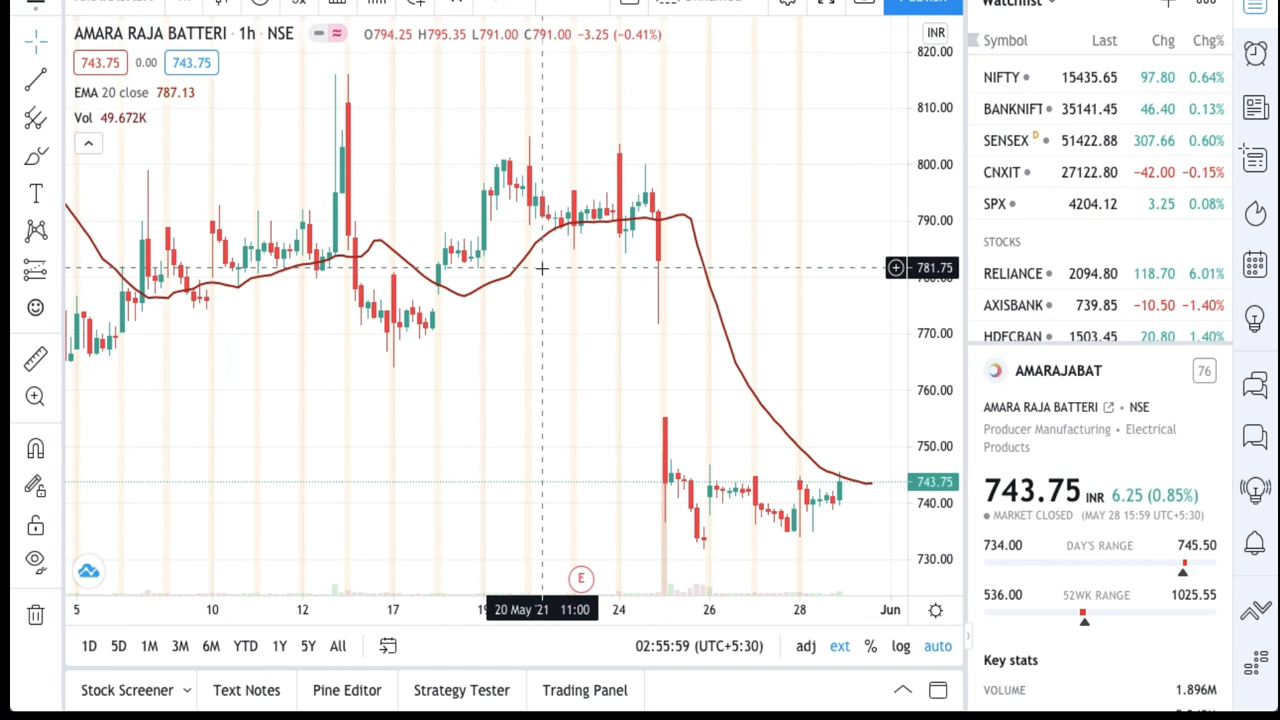 AMARA RAJA BATTERI · 1h · NSE
O794.25 H795.35 L791.00 C791.00 −3.25 (−0.41%)
743.75 0.00 743.75
EMA 20 close 787.13
Vol 49.672K
INR
820.00
810.00
800.00
790.00
781.75
770.00
760.00
750.00
743.75
740.00
730.00
E
5 10 12 17 20 May '21 11:00 24 26 28 Jun
1D 5D 1M 3M 6M YTD 1Y 5Y All
02:55:59 (UTC+5:30) adj ext % log auto
Stock Screener Text Notes Pine Editor Strategy Tester Trading Panel
Watchlist
Symbol Last Chg Chg%
NIFTY 15435.65 97.80 0.64%
BANKNIFT 35141.45 46.40 0.13%
SENSEX D 51422.88 307.66 0.60%
CNXIT 27122.80 −42.00 −0.15%
SPX 4204.12 3.25 0.08%
STOCKS
RELIANCE 2094.80 118.70 6.01%
AXISBANK 739.85 −10.50 −1.40%
HDFCBAN 1503.45 20.80 1.40%
AMARAJABAT 76
AMARA RAJA BATTERI • NSE
Producer Manufacturing • Electrical
Products
743.75 INR 6.25 (0.85%)
MARKET CLOSED (MAY 28 15:59 UTC+5:30)
734.00 DAY'S RANGE 745.50
536.00 52WK RANGE 1025.55
Key stats
VOLUME 1.896M